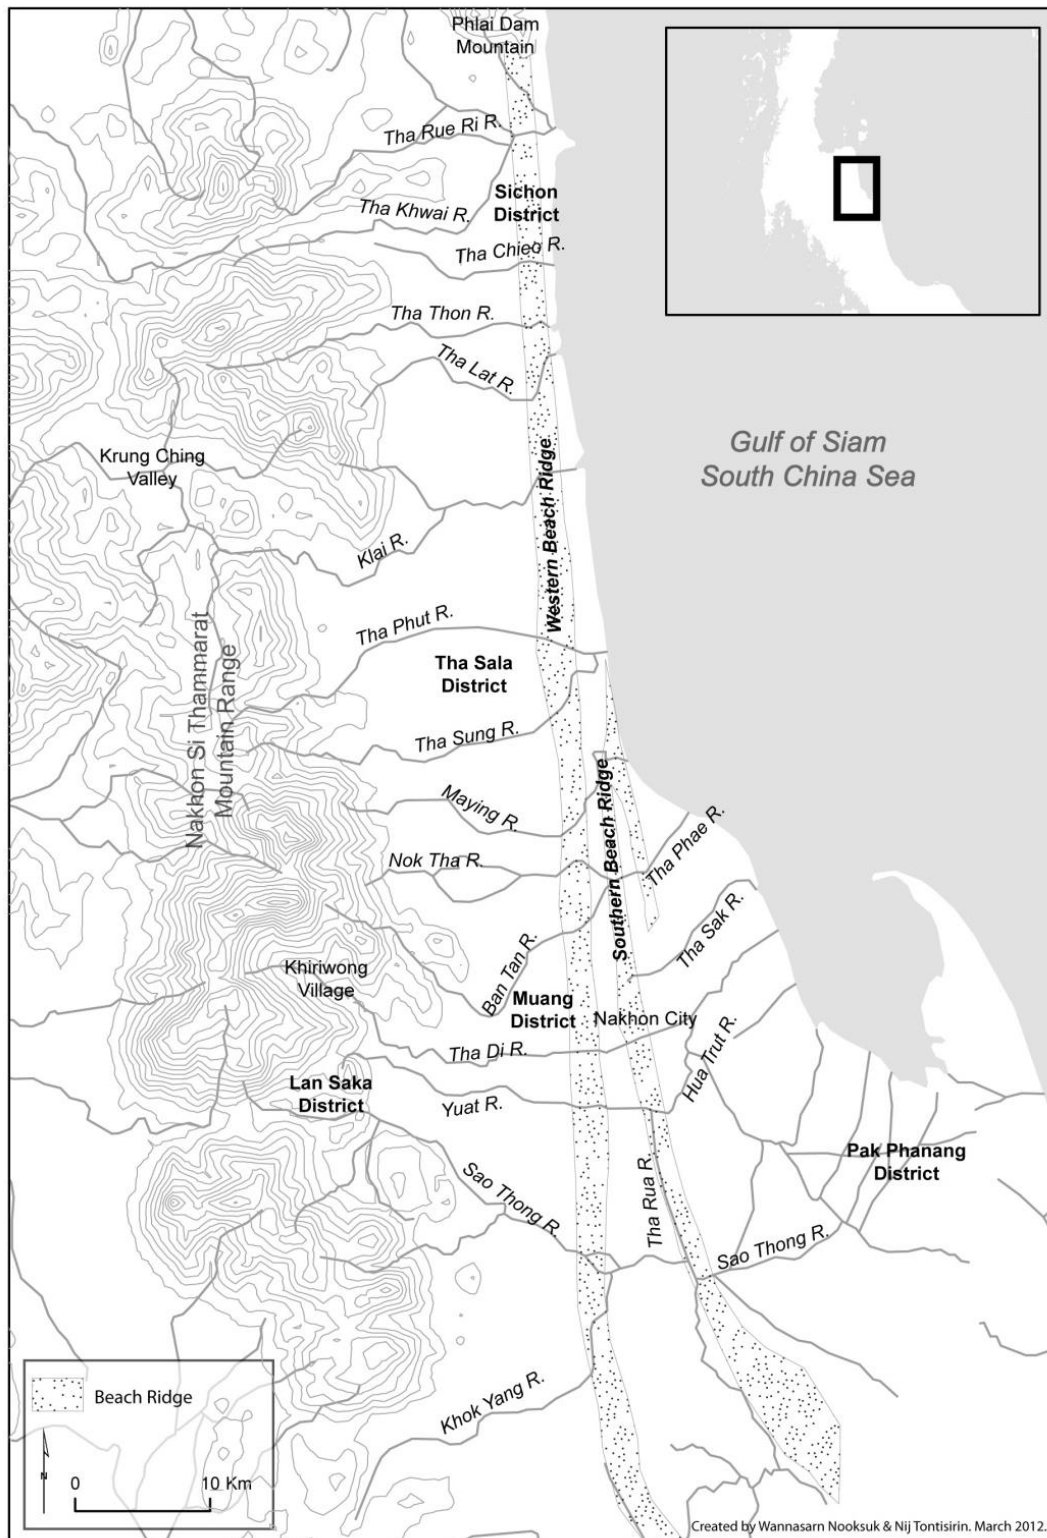 Phlai Dam
Mountain
Tha Rue Ri R.
Sichon
District
Tha Khwai R.
Tha Chieo R.
Tha Thon R.
Tha Lat R.
Gulf of Siam
South China Sea
Krung Ching
Valley
Western Beach Ridge
Klai R.
Tha Phut R.
Tha Sala
District
Nakhon Si Thammarat
Mountain Range
Tha Sung R.
Maying R.
Southern Beach Ridge
Nok Tha R.
Tha Phae R.
Tha Sak R.
Ban Tan R.
Khiriwong
Village
Muang
District
Nakhon City
Tha Di R.
Hua Trut R.
Lan Saka
District
Yuat R.
Pak Phanang
District
Sao Thong R.
Tha Rua R.
Sao Thong R.
Khok Yang R.
Beach Ridge
N
0 10 Km
Created by Wannasarn Nooksuk & Nij Tontisirin. March 2012.